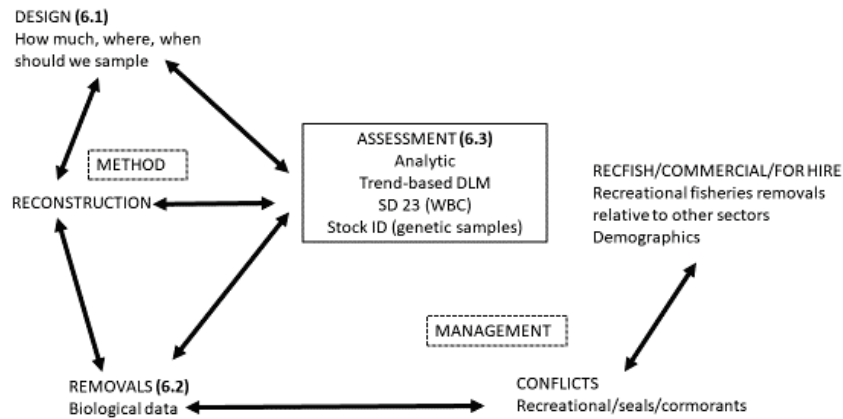 DESIGN (6.1)
How much, where, when
should we sample
METHOD
RECONSTRUCTION
ASSESSMENT (6.3)
Analytic
Trend-based DLM
SD 23 (WBC)
Stock ID (genetic samples)
RECFISH/COMMERCIAL/FOR HIRE
Recreational fisheries removals
relative to other sectors
Demographics
MANAGEMENT
REMOVALS (6.2)
Biological data
CONFLICTS
Recreational/seals/cormorants